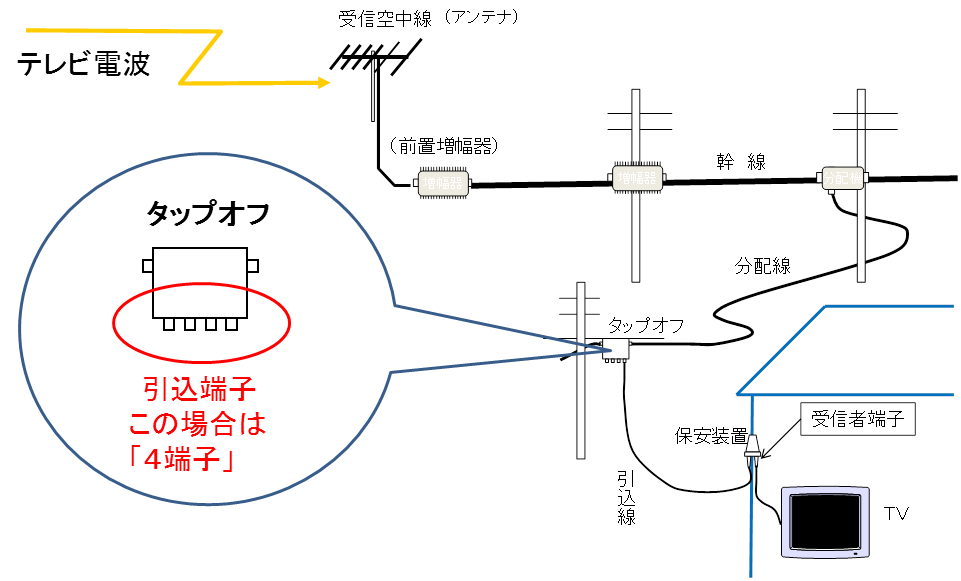 受信空中線（アンテナ）
テレビ電波
（前置増幅器）
増幅器
増幅器
幹　線
分配機
タップオフ
分配線
タップオフ
引込端子
この場合は
「４端子」
受信者端子
保安装置
引込線
TV